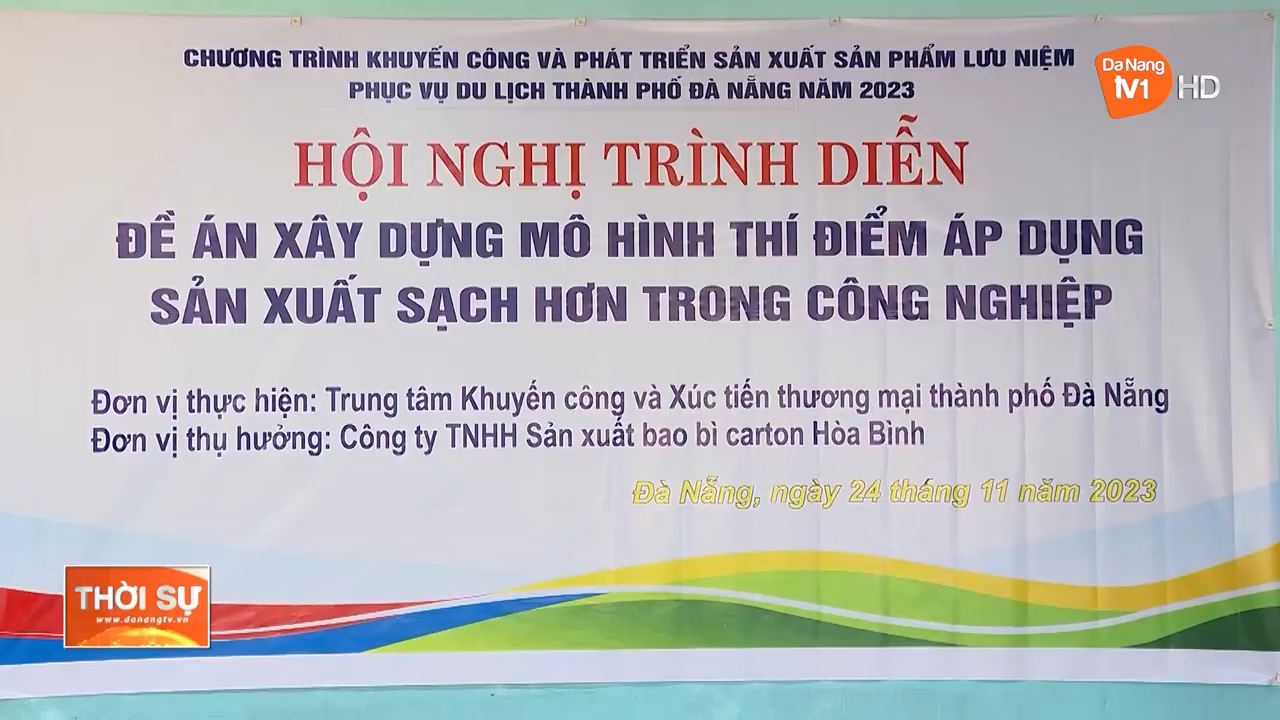 CHƯƠNG TRÌNH KHUYẾN CÔNG VÀ PHÁT TRIỂN SẢN XUẤT SẢN PHẨM LƯU NIỆM
PHỤC VỤ DU LỊCH THÀNH PHỐ ĐÀ NẴNG NĂM 2023
Da Nang
TV1 HD
HỘI NGHỊ TRÌNH DIỄN
ĐỀ ÁN XÂY DỰNG MÔ HÌNH THÍ ĐIỂM ÁP DỤNG
SẢN XUẤT SẠCH HƠN TRONG CÔNG NGHIỆP
Đơn vị thực hiện: Trung tâm Khuyến công và Xúc tiến thương mại thành phố Đà Nẵng
Đơn vị thụ hưởng: Công ty TNHH Sản xuất bao bì carton Hòa Bình
Đà Nẵng, ngày 24 tháng 11 năm 2023
THỜI SỰ
www.danangtv.vn